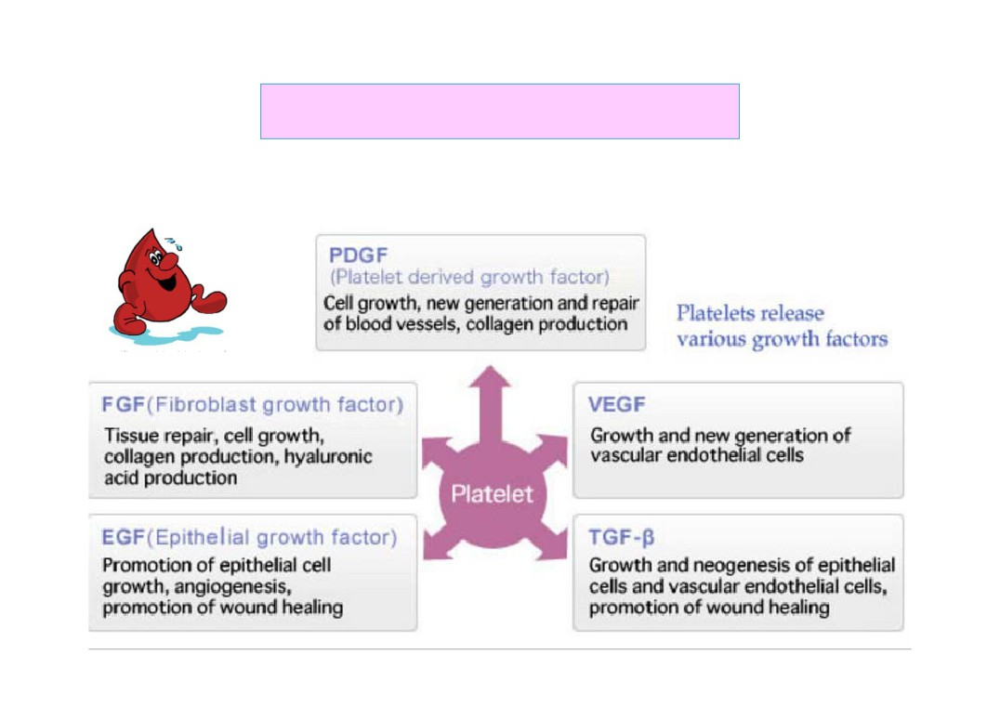 PDGF
(Platelet derived growth factor)
Cell growth, new generation and repair
of blood vessels, collagen production
Platelets release
various growth factors
FGF(Fibroblast growth factor)
Tissue repair, cell growth,
collagen production, hyaluronic
acid production
VEGF
Growth and new generation of
vascular endothelial cells
Platelet
EGF(Epithelial growth factor)
Promotion of epithelial cell
growth, angiogenesis,
promotion of wound healing
TGF-β
Growth and neogenesis of epithelial
cells and vascular endothelial cells,
promotion of wound healing